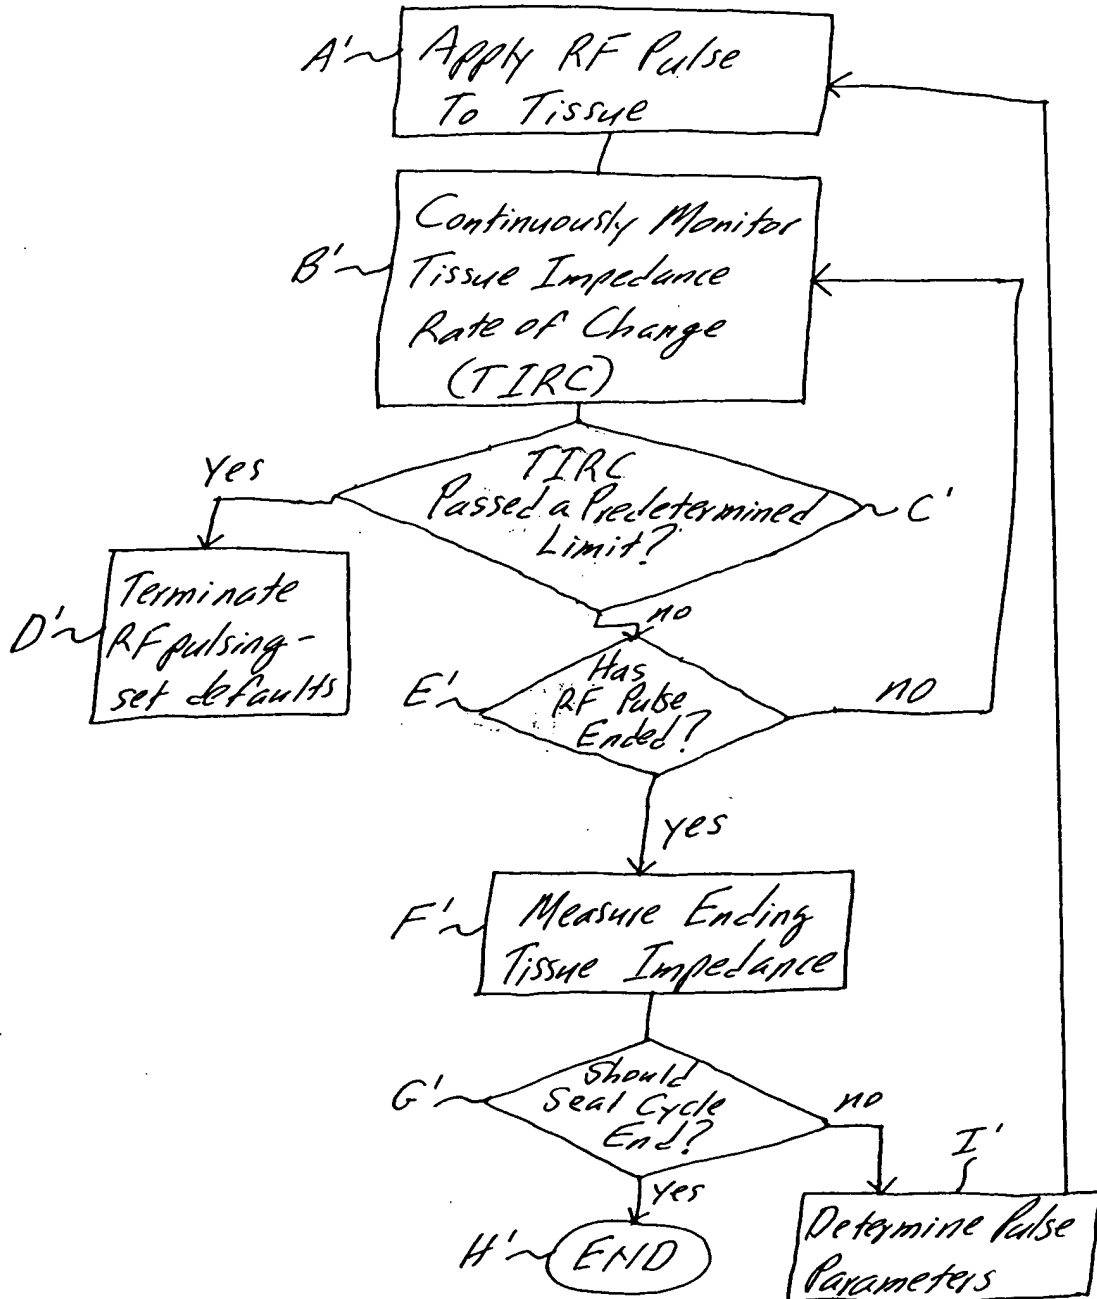 A'
Apply RF Pulse
To Tissue
B'
Continuously Monitor
Tissue Impedance
Rate of Change
(TIRC)
Yes
TIRC
Passed a Predetermined
Limit?
C'
no
D'
Terminate
RF pulsing-
set defaults
E'
Has
RF Pulse
Ended?
no
yes
F'
Measure Ending
Tissue Impedance
G'
Should
Seal Cycle
End?
no
I'
yes
H'
END
Determine Pulse
Parameters